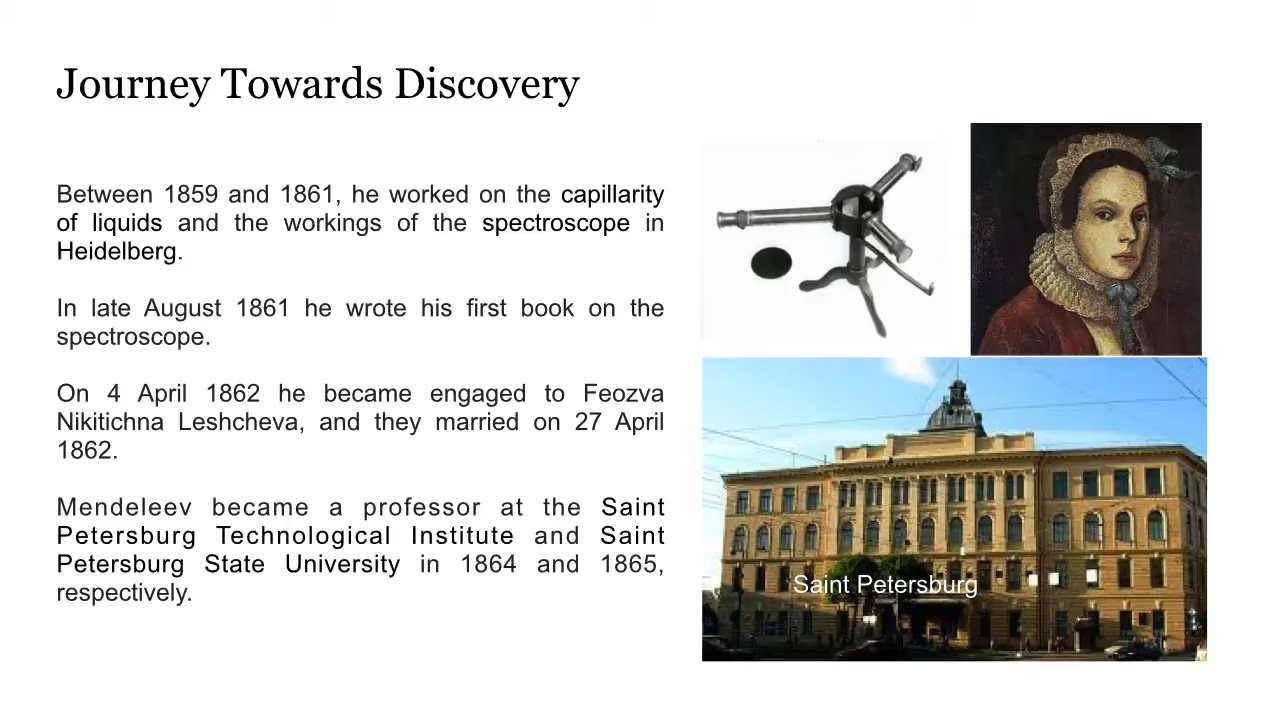 Journey Towards Discovery
Between 1859 and 1861, he worked on the capillarity
of liquids and the workings of the spectroscope in
Heidelberg.
In late August 1861 he wrote his first book on the
spectroscope.
On 4 April 1862 he became engaged to Feozva
Nikitichna Leshcheva, and they married on 27 April
1862.
Mendeleev became a professor at the Saint
Petersburg Technological Institute and Saint
Petersburg State University in 1864 and 1865,
respectively.
Saint Petersburg